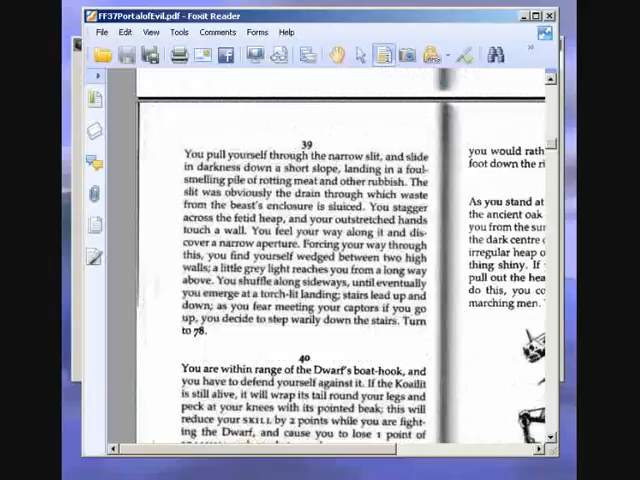 FF37PortalofEvil.pdf - Foxit Reader
File Edit View Tools Comments Forms Help
39
You pull yourself through the narrow slit, and slide
in darkness down a short slope, landing in a foul-
smelling pile of rotting meat and other rubbish. The
slit was obviously the drain through which waste
from the beast's enclosure is sluiced. You stagger
across the fetid heap, and your outstretched hands
touch a wall. You feel your way along it and dis-
cover a narrow aperture. Forcing your way through
this, you find yourself wedged between two high
walls; a little grey light reaches you from a long way
above. You shuffle along sideways, until eventually
you emerge at a torch-lit landing; stairs lead up and
down; as you fear meeting your captors if you go
up, you decide to step warily down the stairs. Turn
to 78.
40
You are within range of the Dwarf's boat-hook, and
you have to defend yourself against it. If the Koailit
is still alive, it will wrap its tail round your legs and
peck at your knees with its pointed beak; this will
reduce your SKILL by 2 points while you are fight-
ing the Dwarf, and cause you to lose 1 point of
you would rath
foot down the ri
As you stand at
the ancient oak
you from the sur
the dark centre o
irregular heap o
thing shiny. If
pull out the hea
do this, you co
marching men.